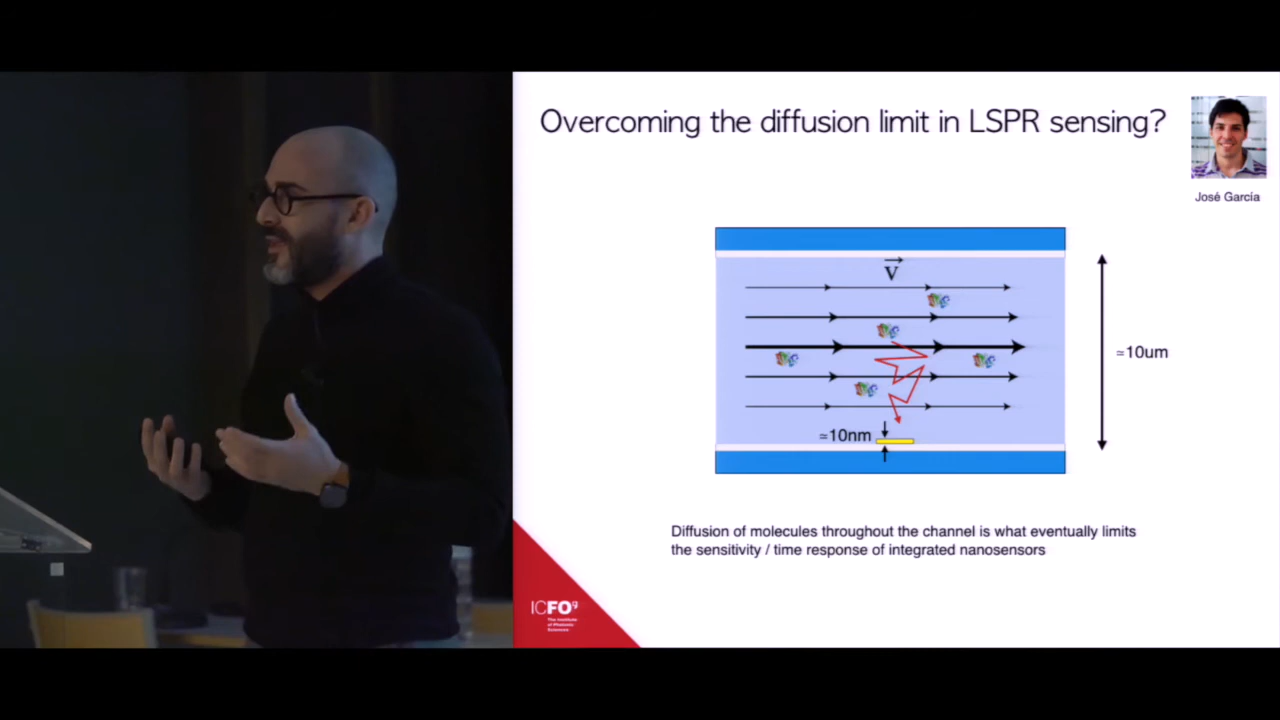 Overcoming the diffusion limit in LSPR sensing?
José García
V
≃10um
≃10nm
Diffusion of molecules throughout the channel is what eventually limits
the sensitivity / time response of integrated nanosensors
ICFO9
The Institute
of Photonic
Sciences